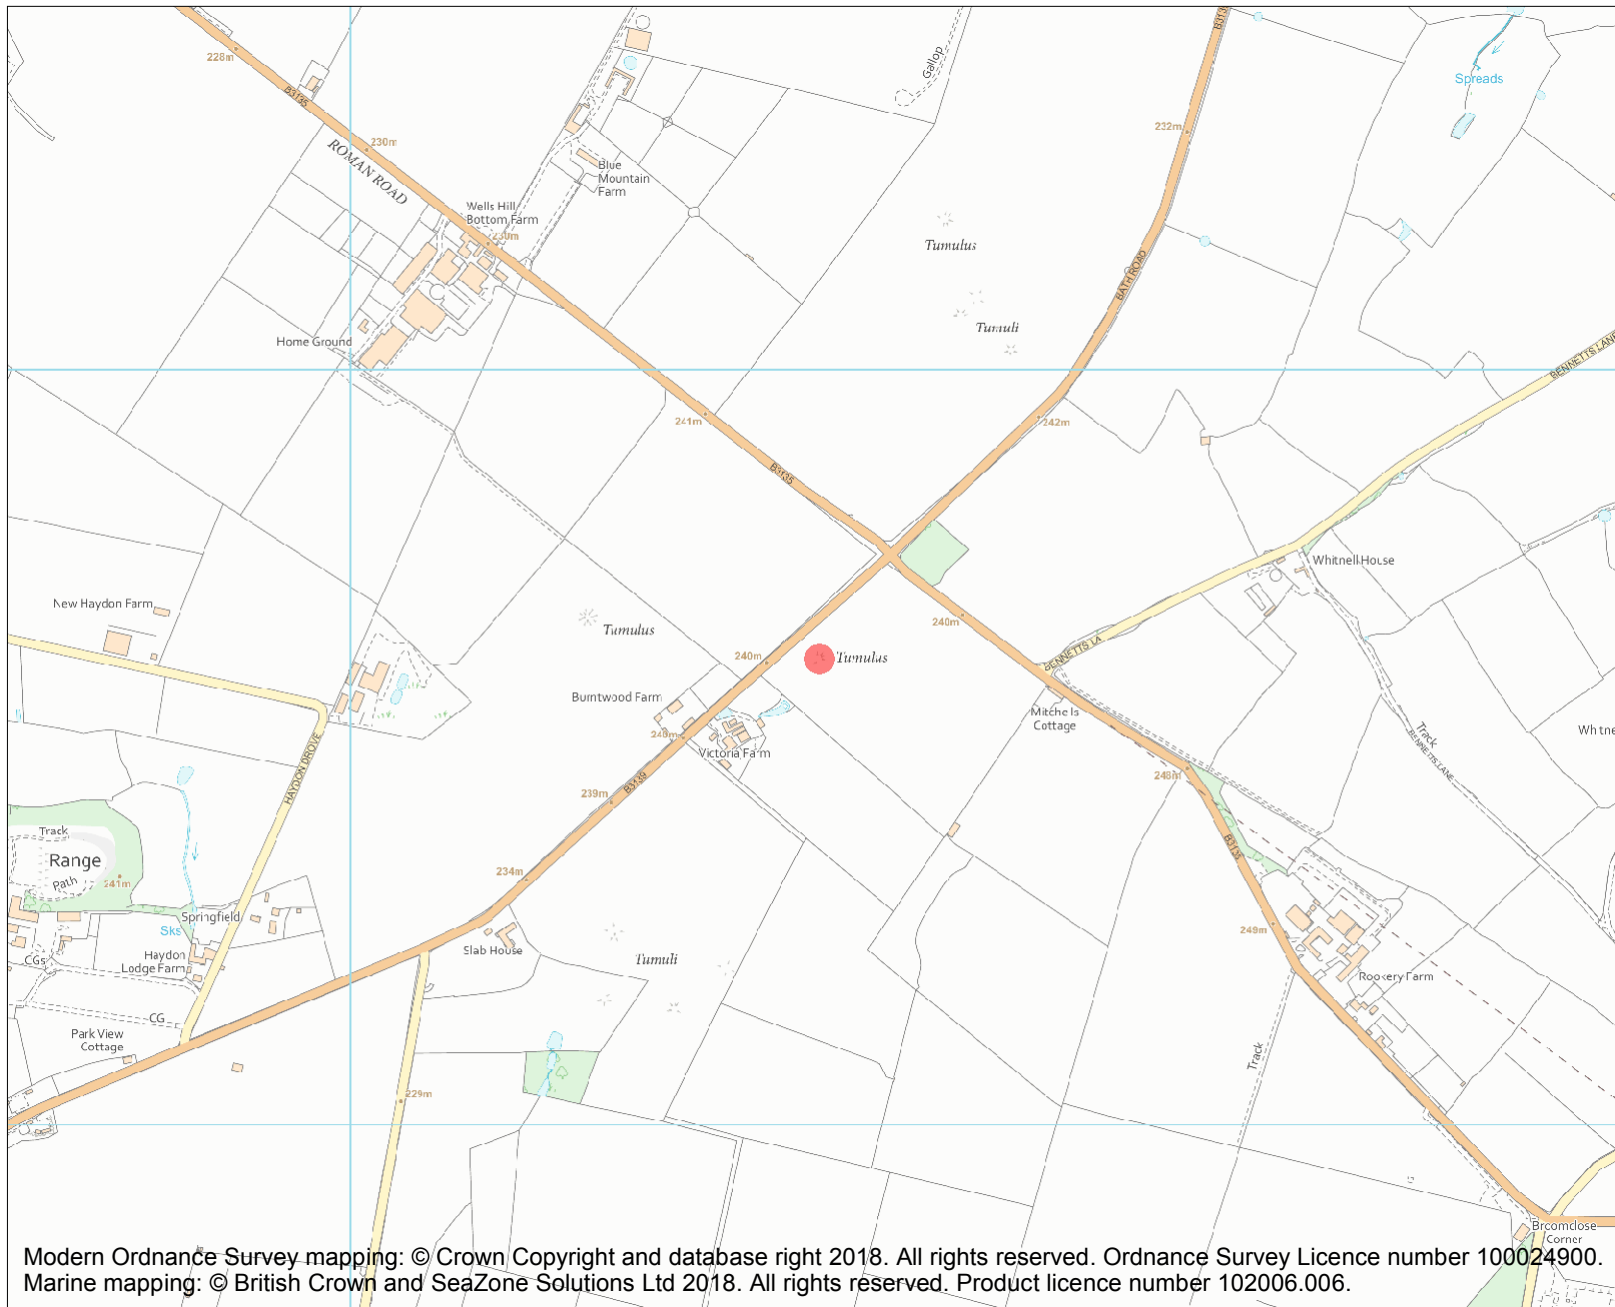 B313
Gallop
Spreads
228m
B3135
232m
230m
ROMAN ROAD
Blue
Mountain
Farm
Wells Hill
Bottom Farm
230m
Tumulus
BATH ROAD
Tumuli
Home Ground
BENNETTS LANE
241m
242m
B3135
Whitnell House
New Haydon Farm
Tumulus
240m
BENNETTS LA
240m
Tumulus
Burntwood Farm
Mitchells
Cottage
240m
Victoria Farm
Track
BENNETTS LANE
Whitne
HAYDON DROVE
B3139
239m
248m
Track
Range
Path
241m
234m
B3135
Springfield
Sks
249m
CGs
Haydon
Lodge Farm
Slab House
Tumuli
Rookery Farm
CG
Park View
Cottage
Track
229m
Broomclose
Corner
Modern Ordnance Survey mapping: © Crown Copyright and database right 2018. All rights reserved. Ordnance Survey Licence number 100024900.
Marine mapping: © British Crown and SeaZone Solutions Ltd 2018. All rights reserved. Product licence number 102006.006.